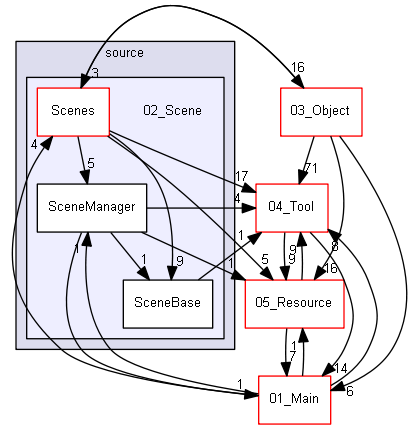 source
3
16
Scenes
02_Scene
03_Object
4
5
17
71
SceneManager
4
04_Tool
1
8
1
9
1
5
9
9
16
SceneBase
05_Resource
1
7
14
1
01_Main
6